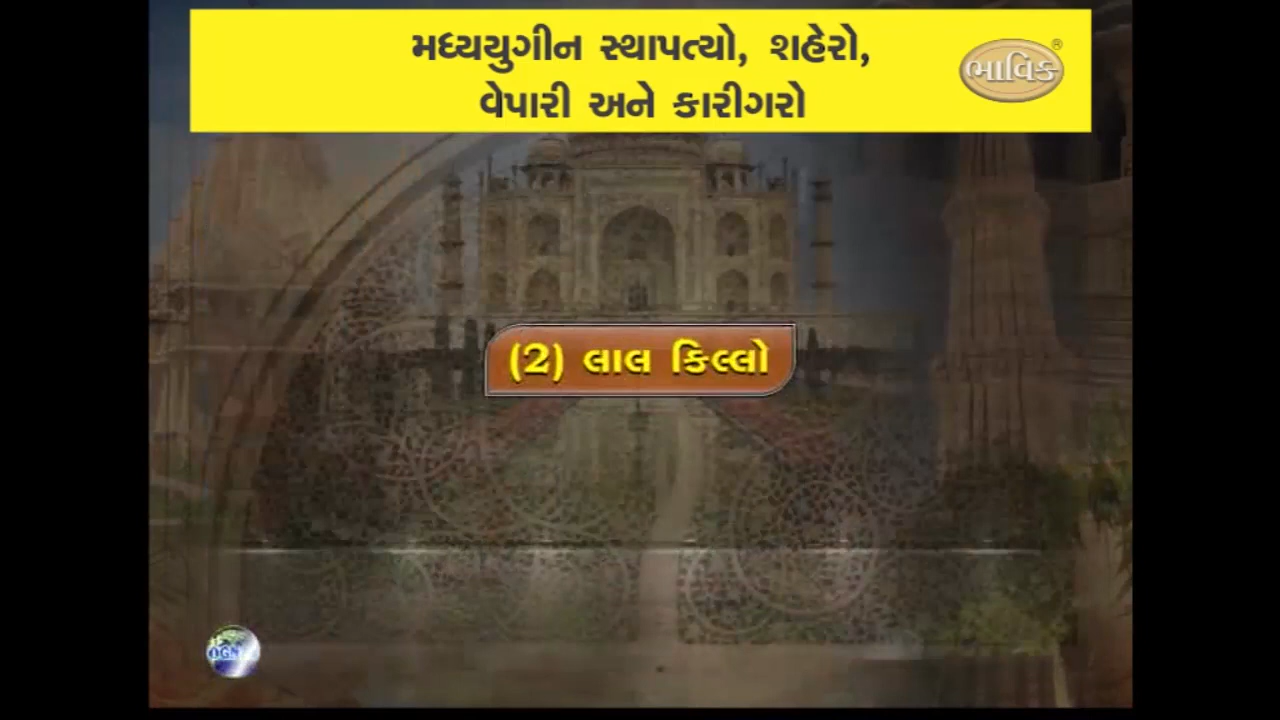 મધ્યયુગીન સ્થાપત્યો, શહેરો,
વેપારી અને કારીગરો
ભાવિક
®
(2) લાલ કિલ્લો